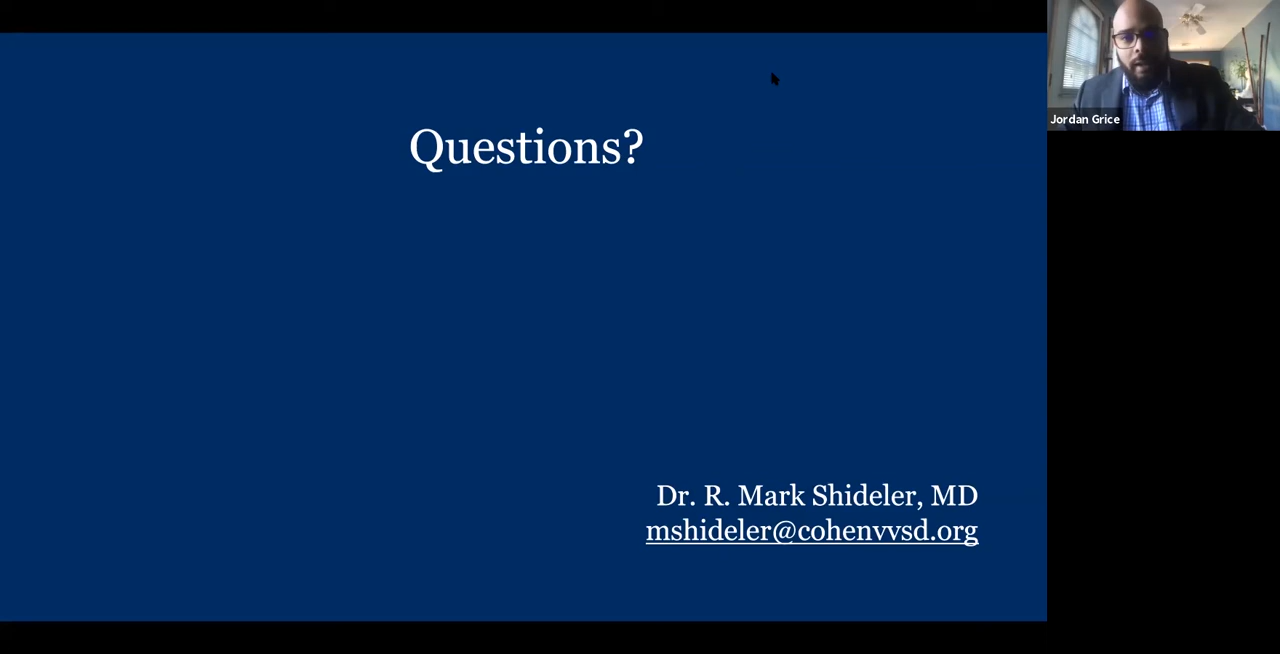 Questions?
Jordan Grice
Dr. R. Mark Shideler, MD
mshideler@cohenvvsd.org